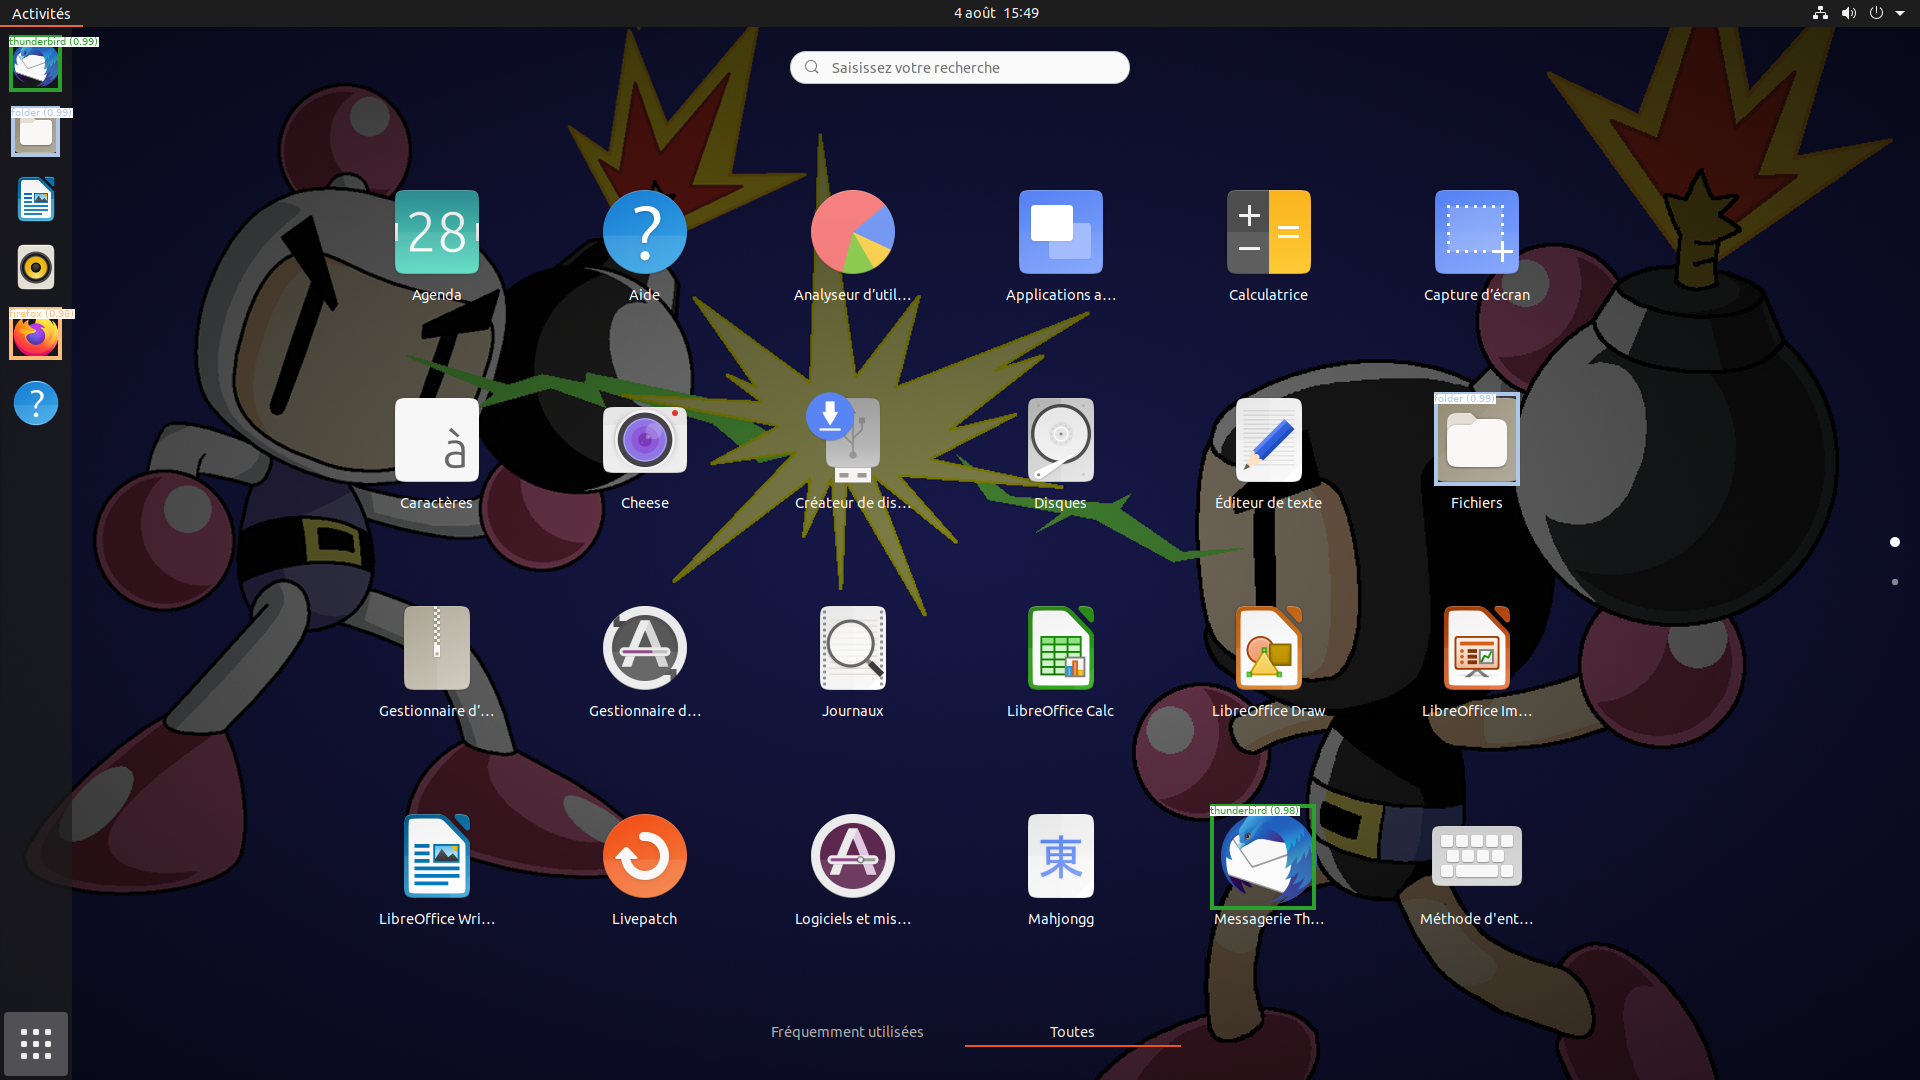 Activités
4 août 15:49
thunderbird (0.99)
Saisissez votre recherche
folder (0.99)
28
?
Agenda
Aide
Analyseur d'util…
Applications a…
Calculatrice
Capture d'écran
firefox (0.98)
?
folder (0.99)
à
Caractères
Cheese
Créateur de dis…
Disques
Éditeur de texte
Fichiers
Gestionnaire d'…
Gestionnaire d…
Journaux
LibreOffice Calc
LibreOffice Draw
LibreOffice Im…
thunderbird (0.98)
東
LibreOffice Wri…
Livepatch
Logiciels et mis…
Mahjongg
Messagerie Th…
Méthode d'ent…
Fréquemment utilisées
Toutes